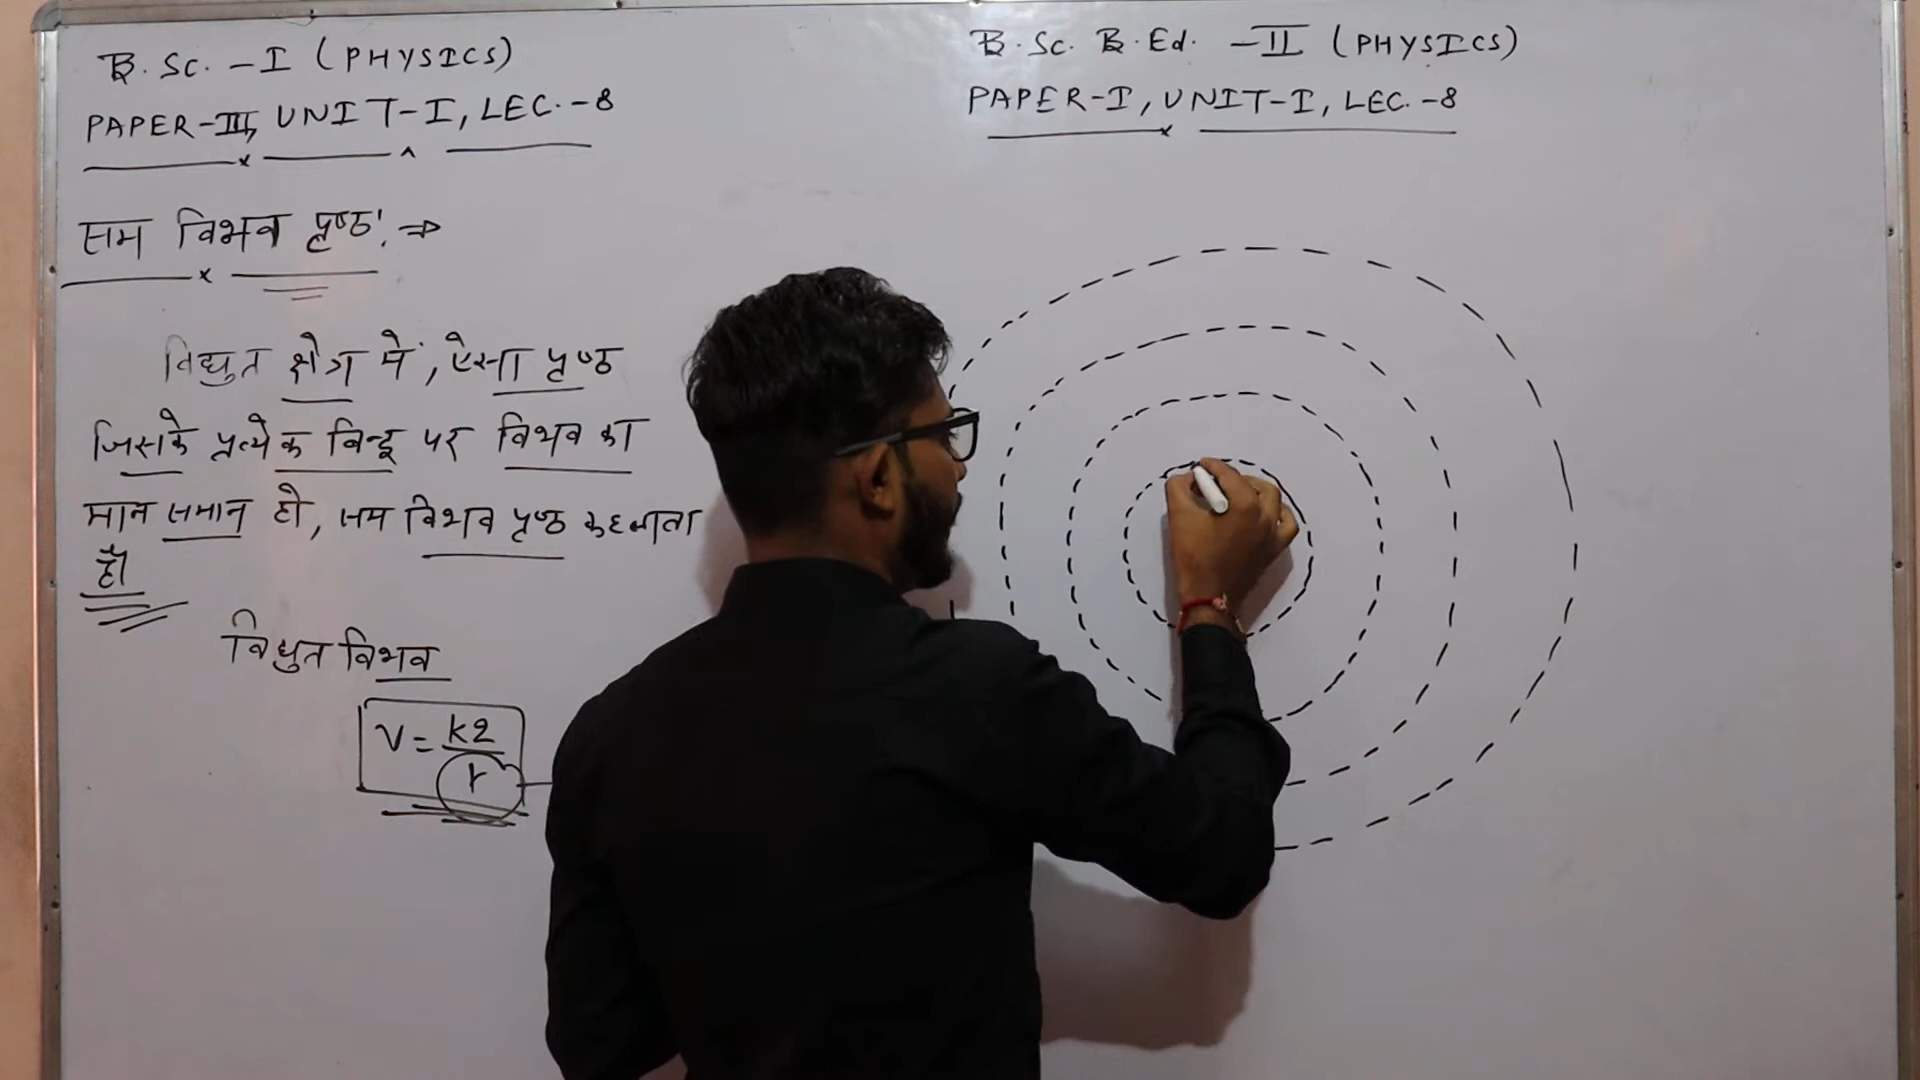 B. Sc. - I (PHYSICS)
PAPER-III, UNIT-I, LEC.-8
B. Sc. B. Ed. - II (PHYSICS)
PAPER-I, UNIT-I, LEC.-8
सम विभव पृष्ठ: ⇒
विद्युत क्षेत्र में, ऐसा पृष्ठ
जिसके प्रत्येक बिन्दू पर विभव का
मान समान हो, सम विभव पृष्ठ कहलाता
है।
विद्युत विभव
V = kq/r